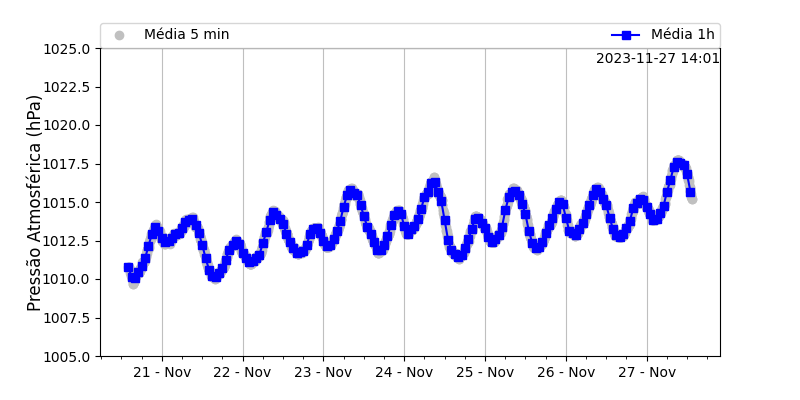 Média 5 min
Média 1h
2023-11-27 14:01
Pressão Atmosférica (hPa)
1025.0
1022.5
1020.0
1017.5
1015.0
1012.5
1010.0
1007.5
1005.0
21 - Nov
22 - Nov
23 - Nov
24 - Nov
25 - Nov
26 - Nov
27 - Nov